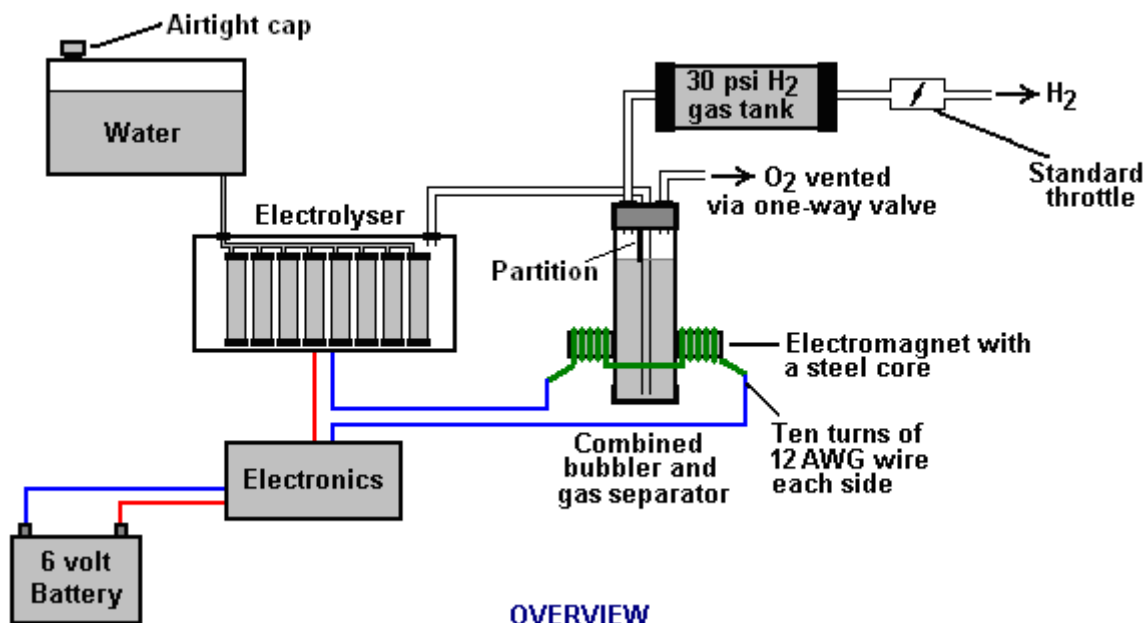 Airtight cap
Water
30 psi H2
gas tank
H2
Standard
throttle
O2 vented
via one-way valve
Electrolyser
Partition
Electromagnet with
a steel core
Ten turns of
12 AWG wire
each side
Combined
bubbler and
gas separator
Electronics
6 volt
Battery
OVERVIEW